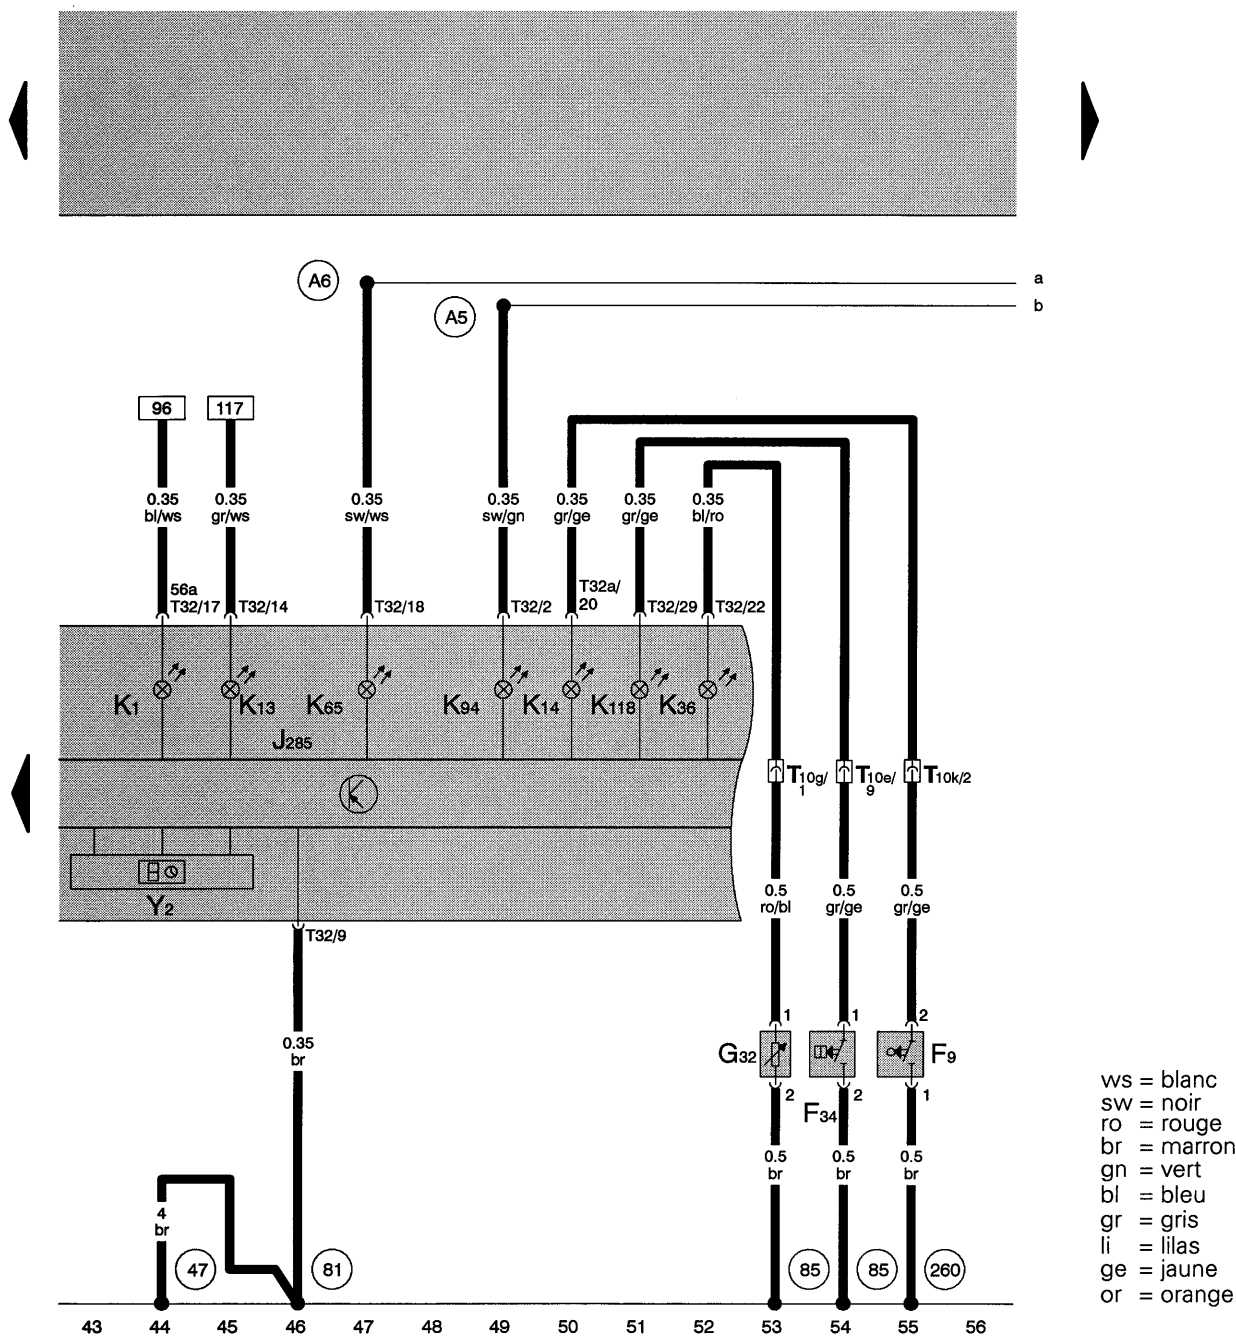 A6
a
A5
b
96
117
0.35
bl/ws
0.35
gr/ws
0.35
sw/ws
0.35
sw/gn
0.35
gr/ge
0.35
gr/ge
0.35
bl/ro
56a
T32/17
T32/14
T32/18
T32/2
T32a/
20
T32/29
T32/22
K1
K13
K65
K94
K14
K118
K36
J285
T10g/
1
T10e/
9
T10k/2
Y2
0.5
ro/bl
0.5
gr/ge
0.5
gr/ge
T32/9
1
1
2
0.35
br
G32
F9
2
2
1
F34
0.5
br
0.5
br
0.5
br
4
br
47
81
85
85
260
43
44
45
46
47
48
49
50
51
52
53
54
55
56
ws = blanc
sw = noir
ro = rouge
br = marron
gn = vert
bl = bleu
gr = gris
li = lilas
ge = jaune
or = orange